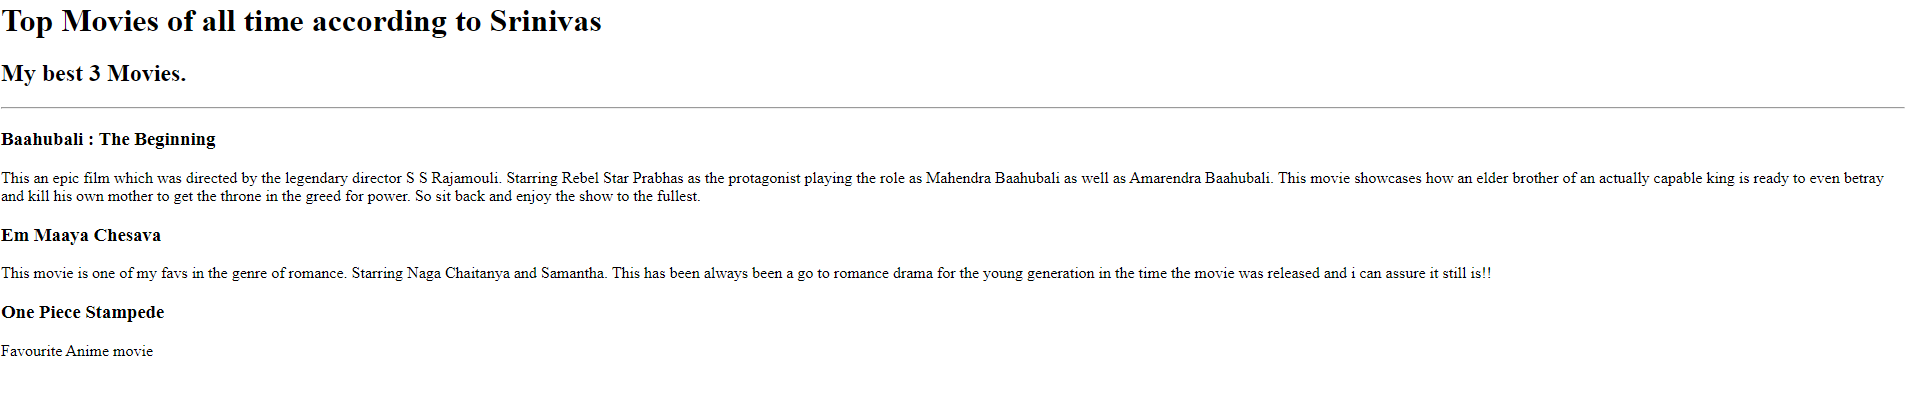 Top Movies of all time according to Srinivas
My best 3 Movies.
Baahubali : The Beginning
This an epic film which was directed by the legendary director S S Rajamouli. Starring Rebel Star Prabhas as the protagonist playing the role as Mahendra Baahubali as well as Amarendra Baahubali. This movie showcases how an elder brother of an actually capable king is ready to even betray
and kill his own mother to get the throne in the greed for power. So sit back and enjoy the show to the fullest.
Em Maaya Chesava
This movie is one of my favs in the genre of romance. Starring Naga Chaitanya and Samantha. This has been always been a go to romance drama for the young generation in the time the movie was released and i can assure it still is!!
One Piece Stampede
Favourite Anime movie